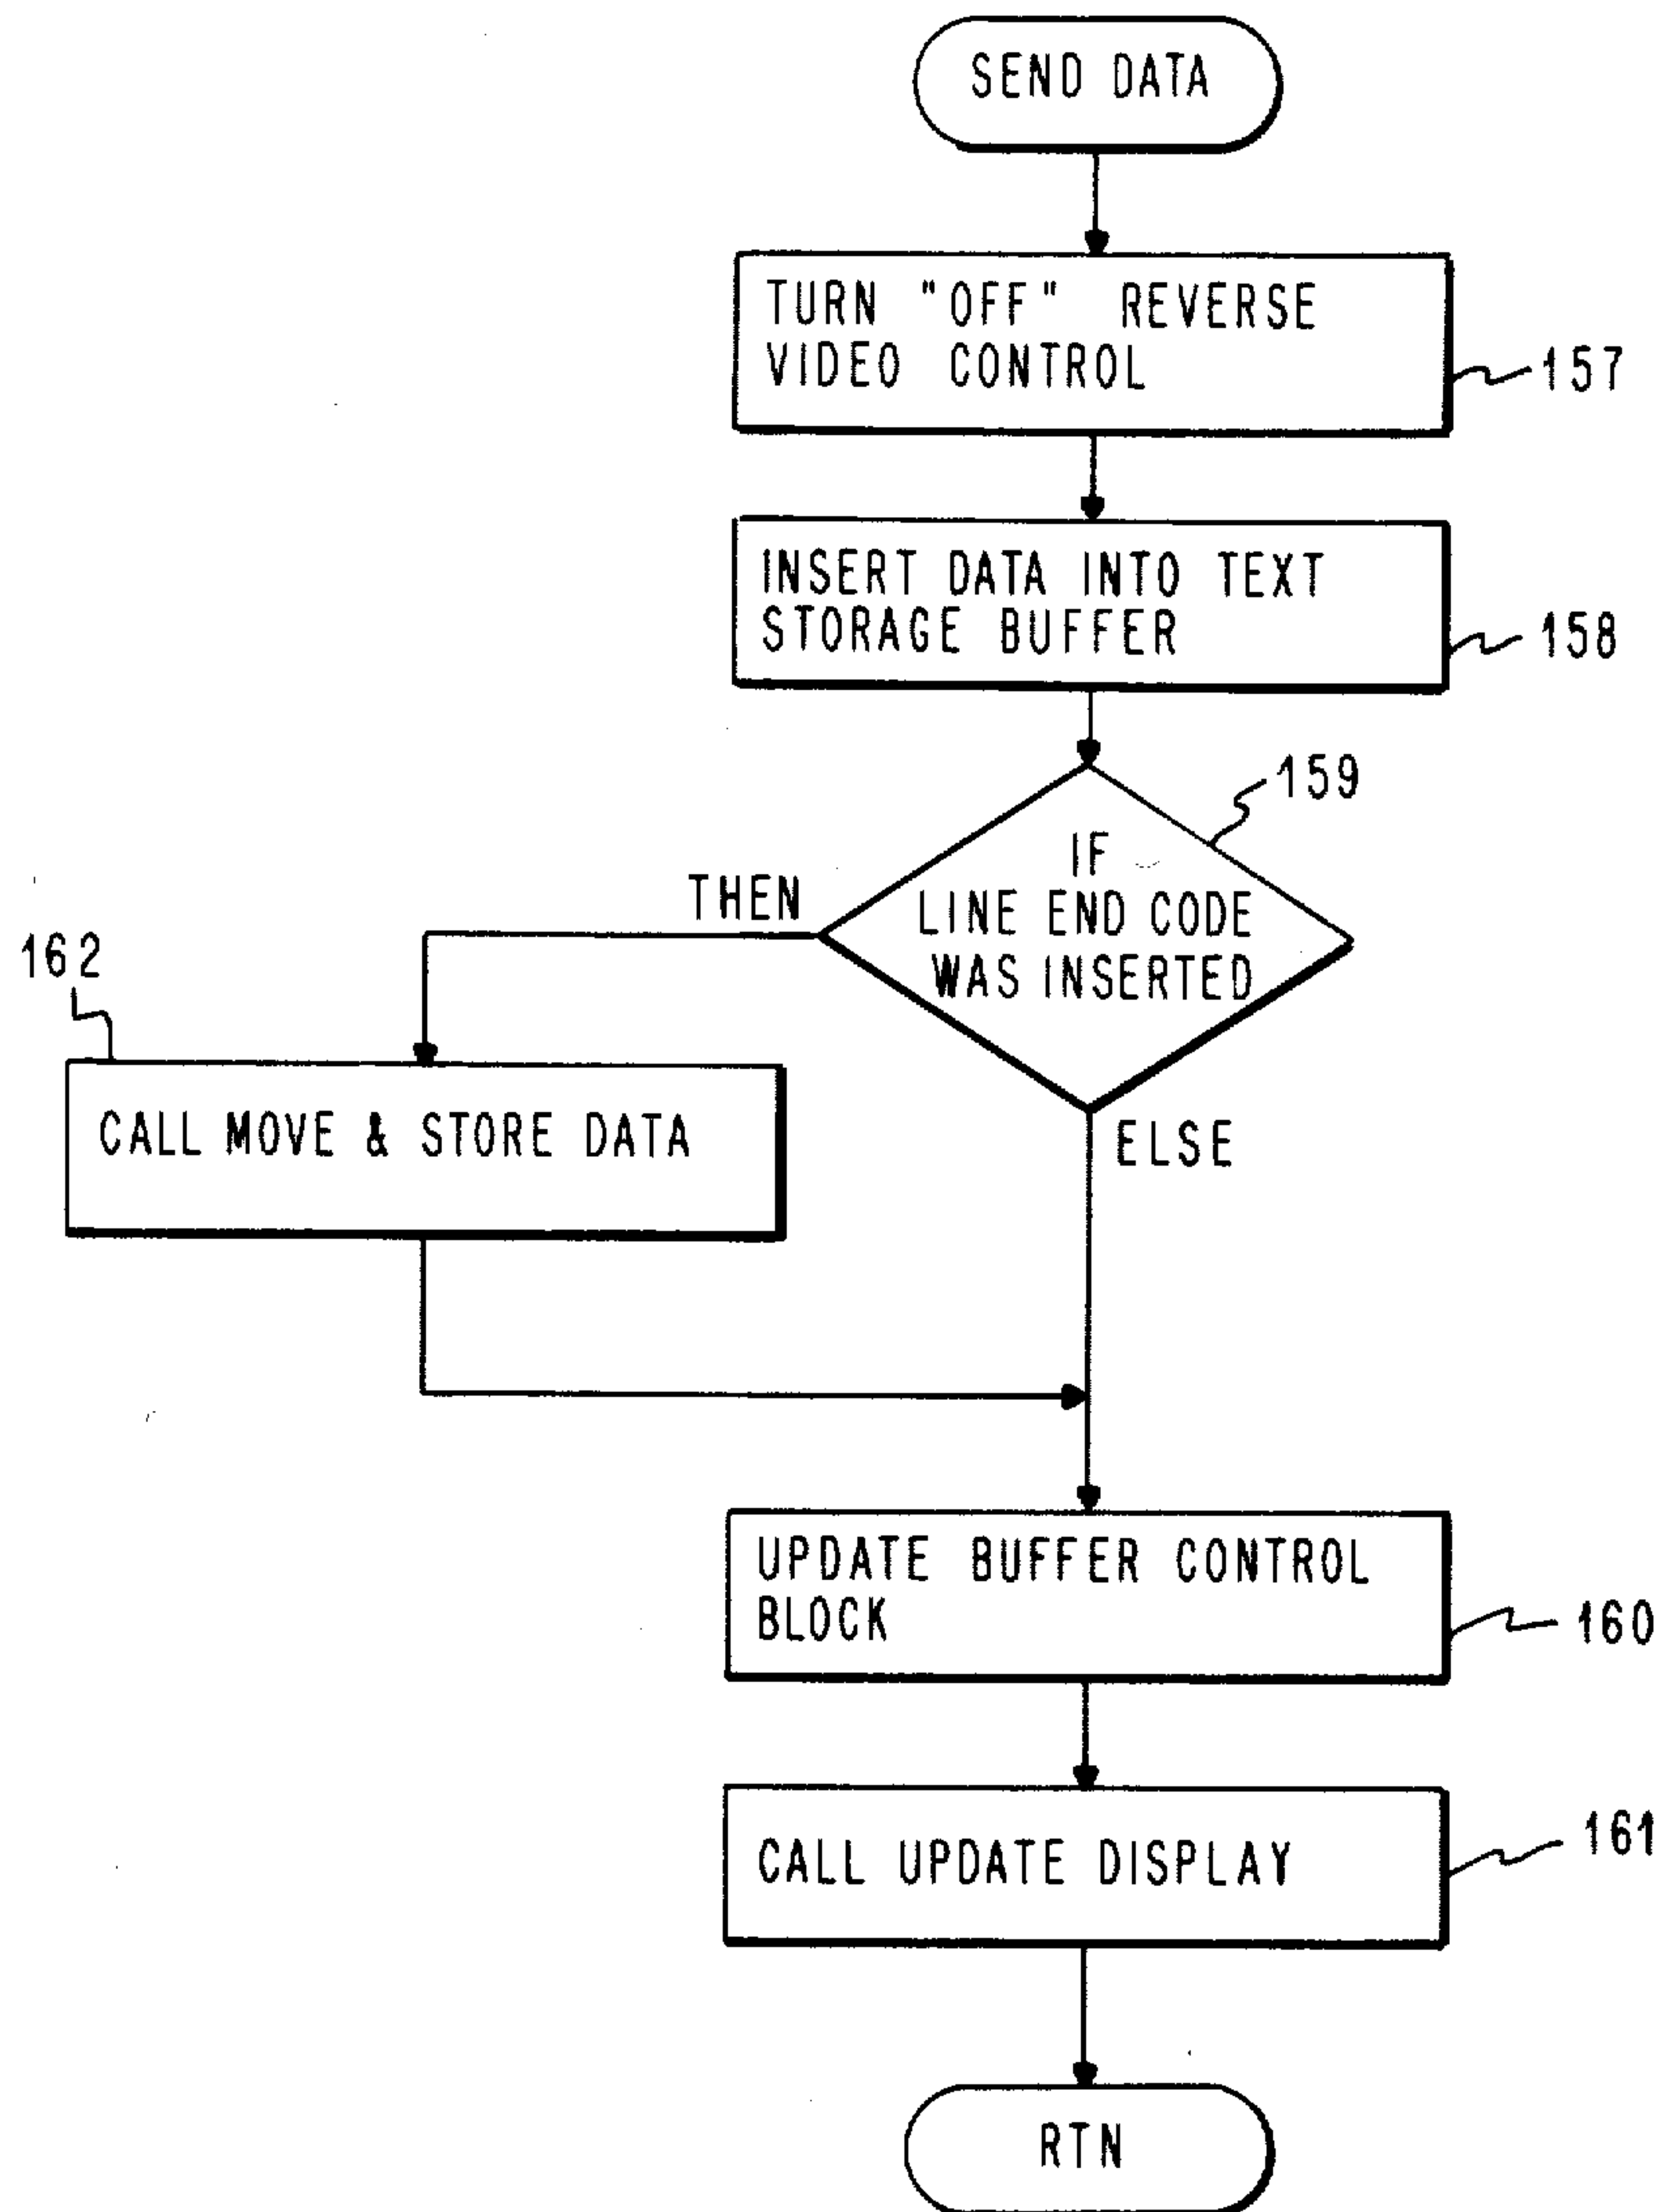 SEND DATA
TURN "OFF" REVERSE
VIDEO CONTROL
157
INSERT DATA INTO TEXT
STORAGE BUFFER
158
159
IF
LINE END CODE
WAS INSERTED
THEN
162
CALL MOVE & STORE DATA
ELSE
UPDATE BUFFER CONTROL
BLOCK
160
CALL UPDATE DISPLAY
161
RTN